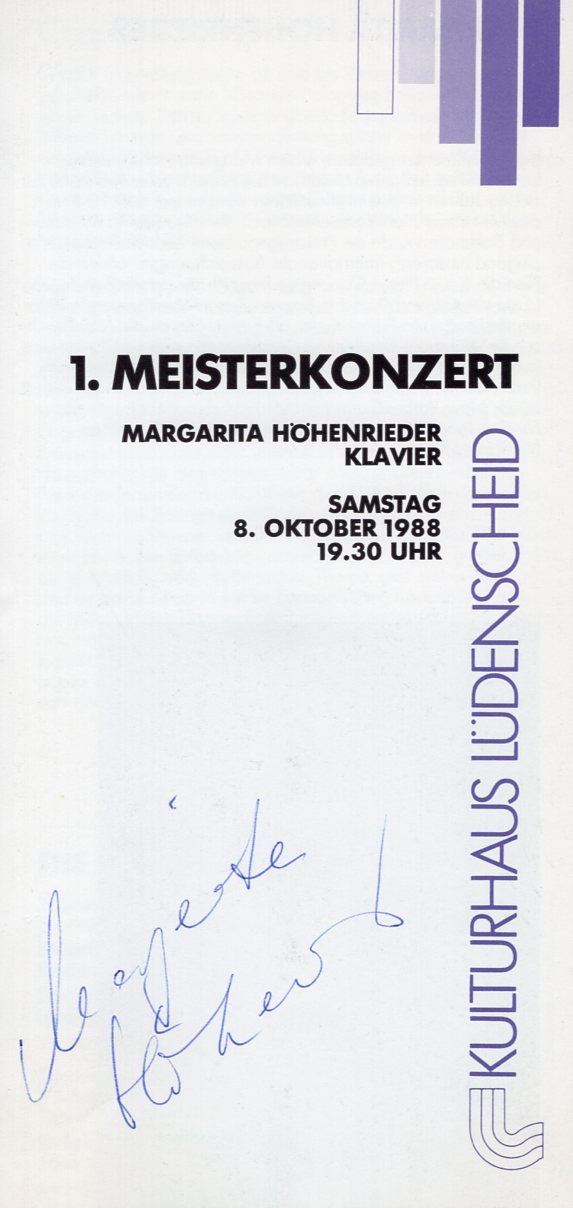 1. MEISTERKONZERT
MARGARITA HÖHENRIEDER
KLAVIER
SAMSTAG
8. OKTOBER 1988
19.30 UHR
KULTURHAUS LÜDENSCHEID